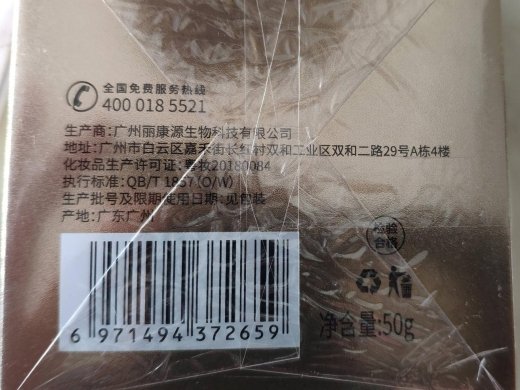 全国免费服务热线
400 018 5521
生产商：广州丽康源生物科技有限公司
地址：广州市白云区嘉禾街长红村双和工业区双和二路29号A栋4楼
化妆品生产许可证：粤妆20180084
执行标准：QB/T 1857(O/W)
生产批号及限期使用日期：见包装
产地：广东广州
检验
合格
6 971494 372659
净含量:50g